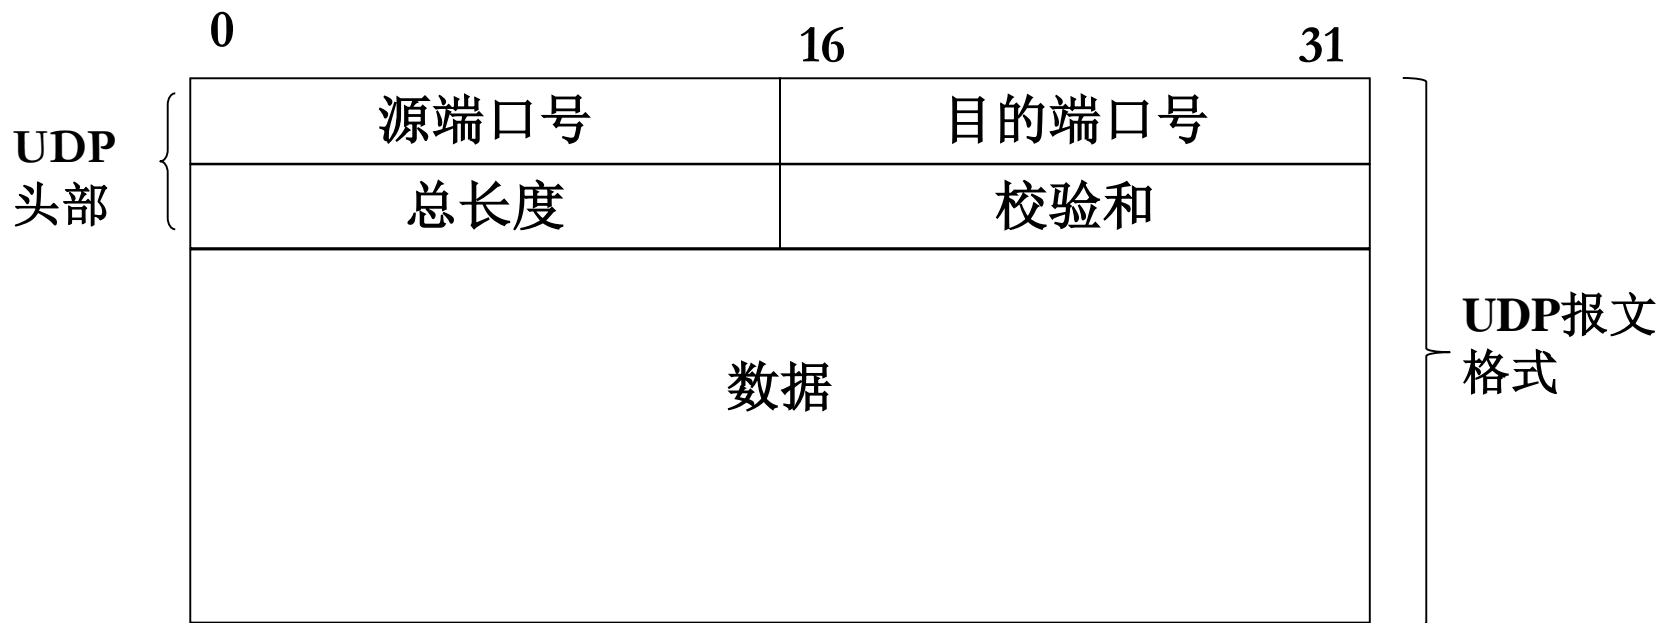 0
16
31
源端口号
目的端口号
UDP
头部
总长度
校验和
数据
UDP报文
格式